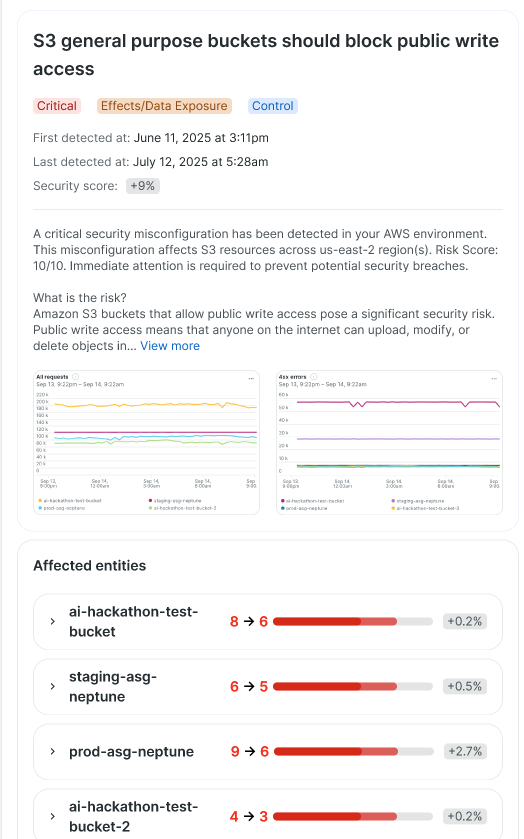 S3 general purpose buckets should block public write
access
Critical Effects/Data Exposure Control
First detected at: June 11, 2025 at 3:11pm
Last detected at: July 12, 2025 at 5:28am
Security score: +9%
A critical security misconfiguration has been detected in your AWS environment.
This misconfiguration affects S3 resources across us-east-2 region(s). Risk Score:
10/10. Immediate attention is required to prevent potential security breaches.
What is the risk?
Amazon S3 buckets that allow public write access pose a significant security risk.
Public write access means that anyone on the internet can upload, modify, or
delete objects in... View more
All requests
Sep 13, 9:22pm – Sep 14, 9:22am
220 k
200 k
180 k
160 k
140 k
120 k
100 k
80 k
60 k
40 k
20 k
0
Sep 13, 9:00pm
Sep 14, 12:00am
Sep 14, 3:00am
Sep 14, 6:00am
Sep 9:00
ai-hackathon-test-bucket
staging-asg-neptune
prod-asg-neptune
ai-hackathon-test-bucket-2
4xx errors
Sep 13, 9:22pm – Sep 14, 9:22am
60 k
50 k
40 k
30 k
20 k
10 k
0
Sep 13, 9:00pm
Sep 14, 12:00am
Sep 14, 3:00am
Sep 14, 6:00am
Sep 9:00
ai-hackathon-test-bucket
staging-asg-neptune
prod-asg-neptune
ai-hackathon-test-bucket-2
Affected entities
ai-hackathon-test-
bucket
8 → 6 +0.2%
staging-asg-
neptune
6 → 5 +0.5%
prod-asg-neptune 9 → 6 +2.7%
ai-hackathon-test-
bucket-2
4 → 3 +0.2%